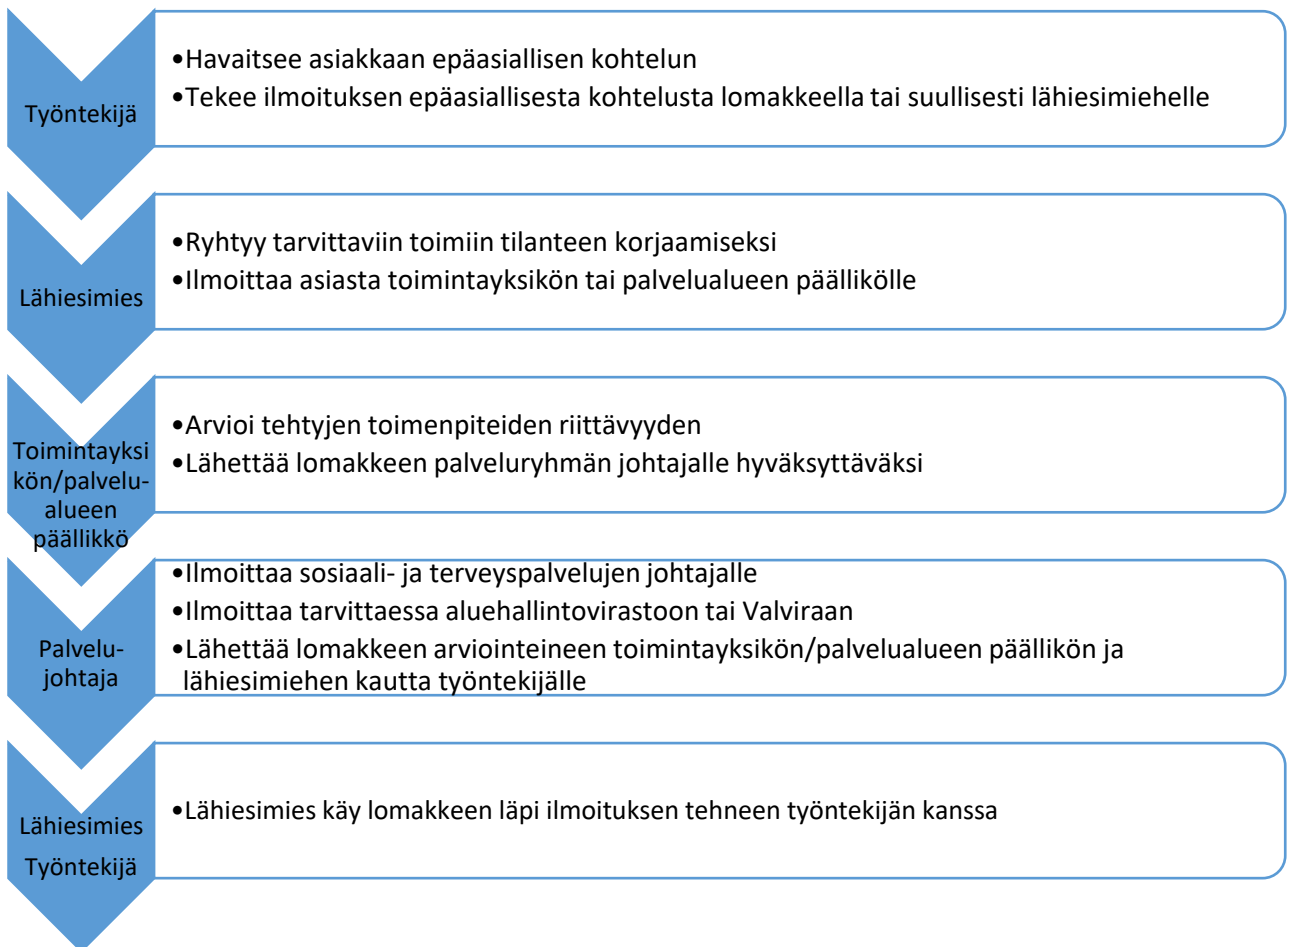 Työntekijä
•Havaitsee asiakkaan epäasiallisen kohtelun
•Tekee ilmoituksen epäasiallisesta kohtelusta lomakkeella tai suullisesti lähiesimiehelle
Lähiesimies
•Ryhtyy tarvittaviin toimiin tilanteen korjaamiseksi
•Ilmoittaa asiasta toimintayksikön tai palvelualueen päällikölle
Toimintayksi
kön/palvelu-
alueen
päällikkö
•Arvioi tehtyjen toimenpiteiden riittävyyden
•Lähettää lomakkeen palveluryhmän johtajalle hyväksyttäväksi
Palvelu-
johtaja
•Ilmoittaa sosiaali- ja terveyspalvelujen johtajalle
•Ilmoittaa tarvittaessa aluehallintovirastoon tai Valviraan
•Lähettää lomakkeen arviointeineen toimintayksikön/palvelualueen päällikön ja
lähiesimiehen kautta työntekijälle
Lähiesimies
Työntekijä
•Lähiesimies käy lomakkeen läpi ilmoituksen tehneen työntekijän kanssa